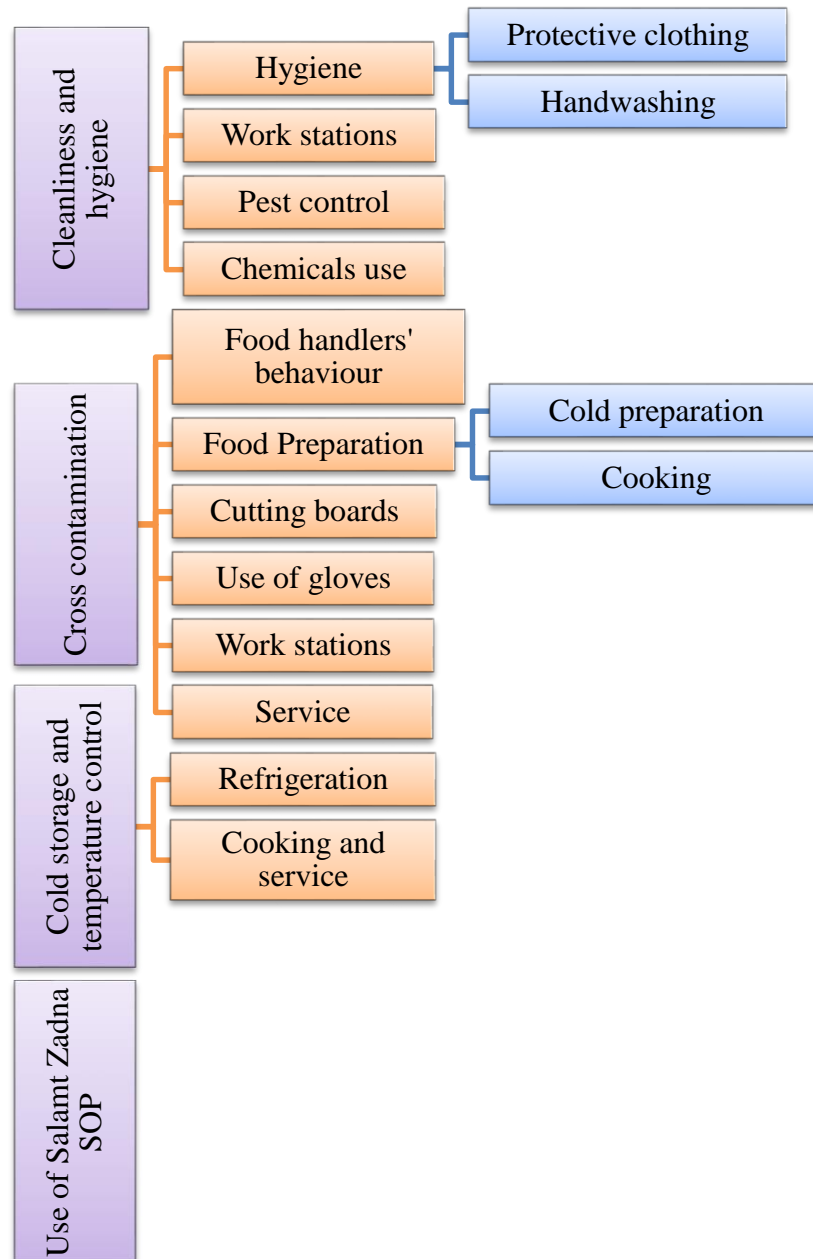 Cleanliness and
hygiene
Hygiene
Protective clothing
Handwashing
Work stations
Pest control
Chemicals use
Cross contamination
Food handlers'
behaviour
Food Preparation
Cold preparation
Cooking
Cutting boards
Use of gloves
Work stations
Service
Cold storage and
temperature control
Refrigeration
Cooking and
service
Use of Salamt Zadna
SOP